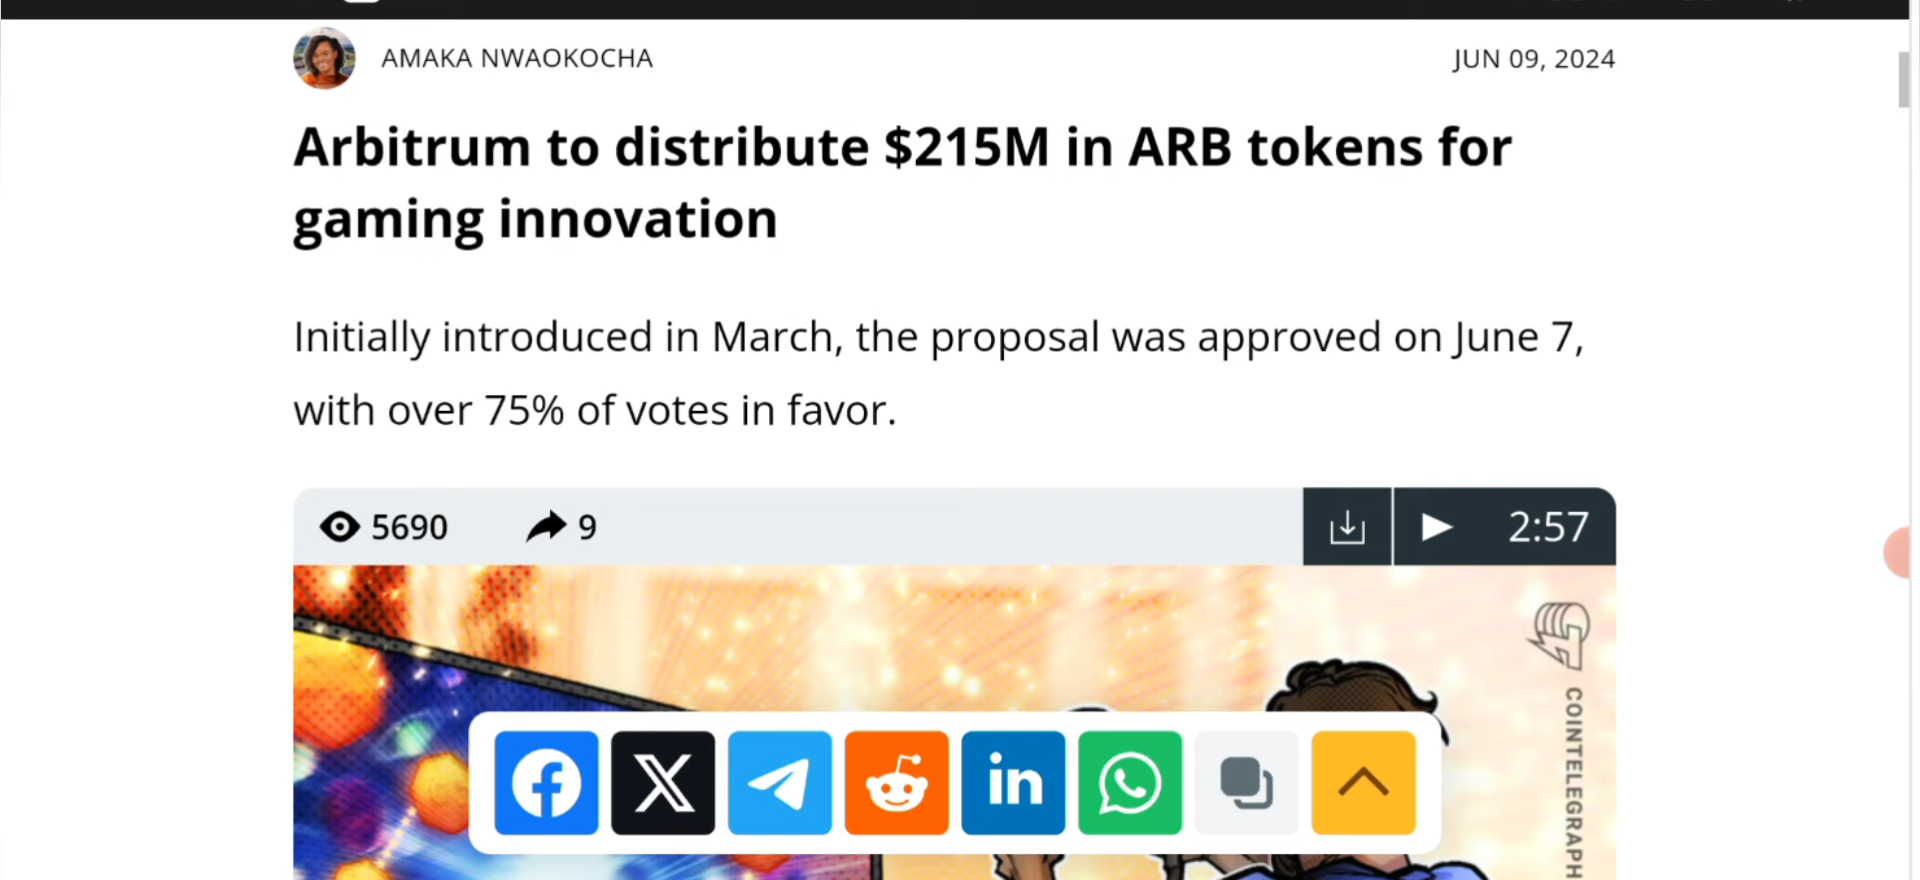 AMAKA NWAOKOCHA
JUN 09, 2024
Arbitrum to distribute $215M in ARB tokens for
gaming innovation
Initially introduced in March, the proposal was approved on June 7,
with over 75% of votes in favor.
5690
9
2:57
COINTELEGRAPH